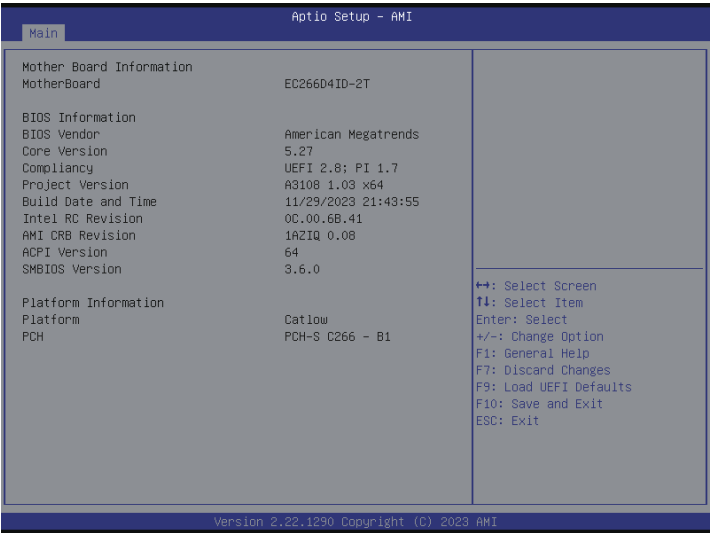 Aptio Setup - AMI
Main
Mother Board Information
MotherBoard EC266D4ID-2T
BIOS Information
BIOS Vendor American Megatrends
Core Version 5.27
Compliancy UEFI 2.8; PI 1.7
Project Version A3108 1.03 x64
Build Date and Time 11/29/2023 21:43:55
Intel RC Revision 0C.00.6B.41
AMI CRB Revision 1AZIQ 0.08
ACPI Version 64
SMBIOS Version 3.6.0
Platform Information
Platform Catlow
PCH PCH-S C266 - B1
↔: Select Screen
↑↓: Select Item
Enter: Select
+/-: Change Option
F1: General Help
F7: Discard Changes
F9: Load UEFI Defaults
F10: Save and Exit
ESC: Exit
Version 2.22.1290 Copyright (C) 2023 AMI